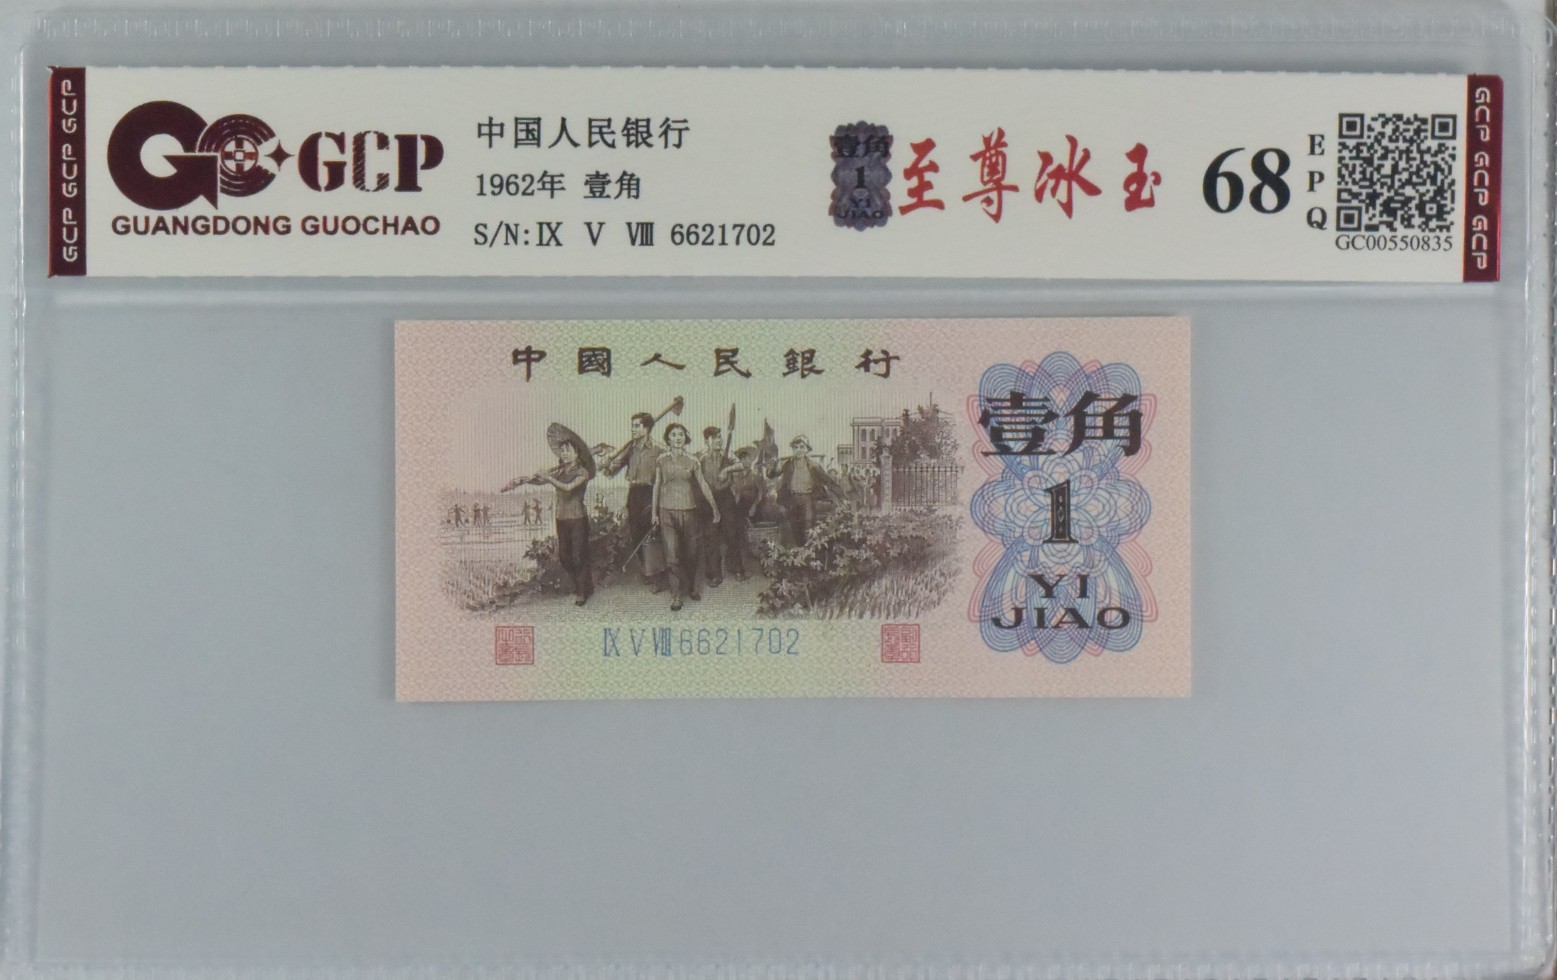 GCP GCP GCP
GCP
GUANGDONG GUOCHAO
中国人民银行
1962年 壹角
S/N:Ⅸ Ⅴ Ⅷ 6621702
壹角
1
YI
JIAO
至尊冰玉
68
EPQ
GC00550835
GCP GCP GCP
中國人民銀行
壹角
1
YI
JIAO
Ⅸ Ⅴ Ⅷ 6621702